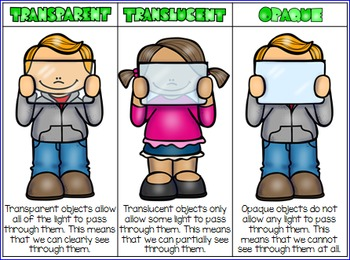 TRANSPARENT
TRANSLUCENT
OPAQUE
Transparent objects allow
all of the light to pass
through them. This means
that we can clearly see
through them.
Translucent objects only
allow some light to pass
through them. This means
that we can partially see
through them.
Opaque objects do not
allow any light to pass
through them. This
means that we cannot
see through them at all.